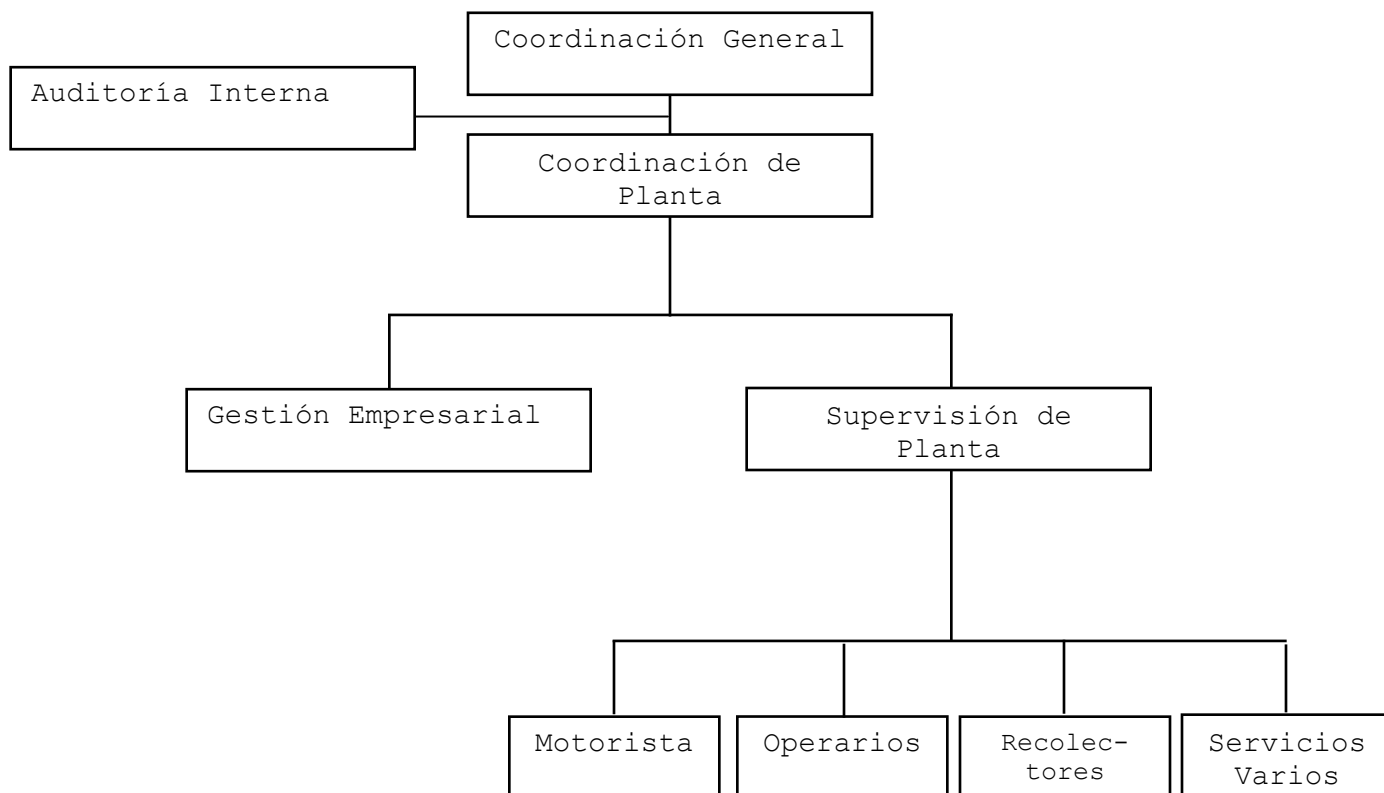 Coordinación General
Auditoría Interna
Coordinación de
Planta
Gestión Empresarial
Supervisión de
Planta
Motorista
Operarios
Recolec-
tores
Servicios
Varios